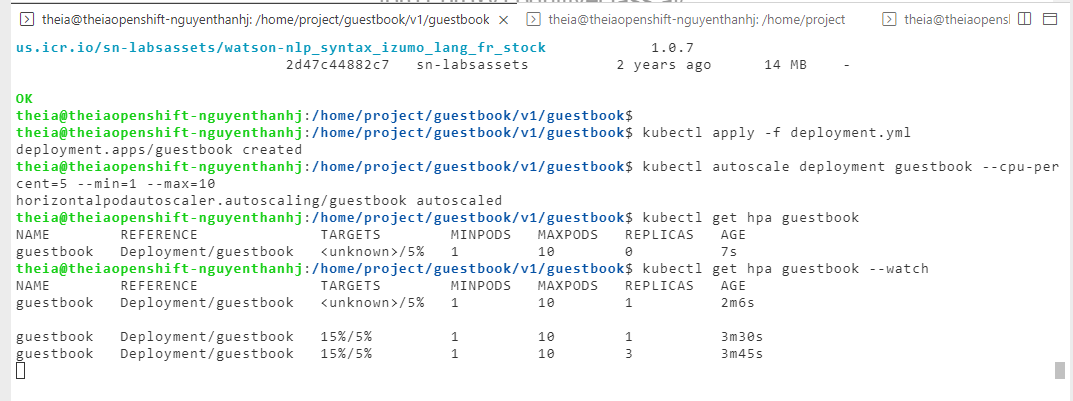 theia@theiaopenshift-nguyenthanhj: /home/project/guestbook/v1/guestbook theia@theiaopenshift-nguyenthanhj: /home/project theia@theiaopensl
us.icr.io/sn-labsassets/watson-nlp_syntax_izumo_lang_fr_stock 1.0.7
2d47c44882c7 sn-labsassets 2 years ago 14 MB -
OK
theia@theiaopenshift-nguyenthanhj:/home/project/guestbook/v1/guestbook$
theia@theiaopenshift-nguyenthanhj:/home/project/guestbook/v1/guestbook$ kubectl apply -f deployment.yml
deployment.apps/guestbook created
theia@theiaopenshift-nguyenthanhj:/home/project/guestbook/v1/guestbook$ kubectl autoscale deployment guestbook --cpu-per
cent=5 --min=1 --max=10
horizontalpodautoscaler.autoscaling/guestbook autoscaled
theia@theiaopenshift-nguyenthanhj:/home/project/guestbook/v1/guestbook$ kubectl get hpa guestbook
NAME REFERENCE TARGETS MINPODS MAXPODS REPLICAS AGE
guestbook Deployment/guestbook <unknown>/5% 1 10 0 7s
theia@theiaopenshift-nguyenthanhj:/home/project/guestbook/v1/guestbook$ kubectl get hpa guestbook --watch
NAME REFERENCE TARGETS MINPODS MAXPODS REPLICAS AGE
guestbook Deployment/guestbook <unknown>/5% 1 10 1 2m6s
guestbook Deployment/guestbook 15%/5% 1 10 1 3m30s
guestbook Deployment/guestbook 15%/5% 1 10 3 3m45s